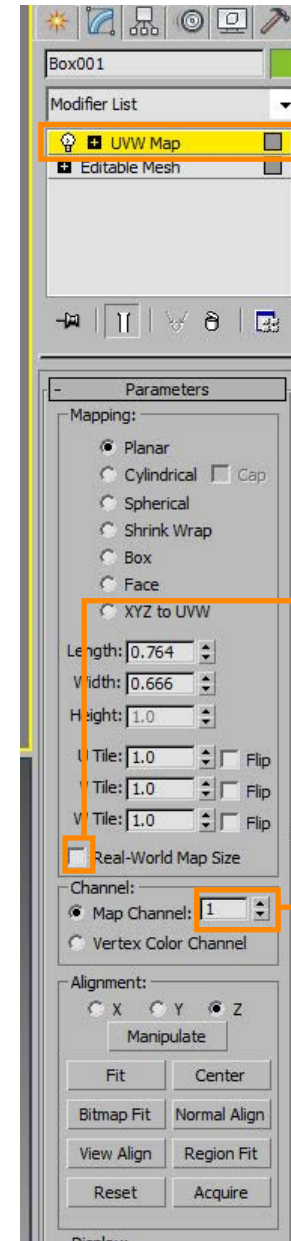 Box001
Modifier List
UVW Map
Editable Mesh
- Parameters
Mapping:
Planar
Cylindrical Cap
Spherical
Shrink Wrap
Box
Face
XYZ to UVW
Length: 0.764
Width: 0.666
Height: 1.0
U Tile: 1.0 Flip
V Tile: 1.0 Flip
W Tile: 1.0 Flip
Real-World Map Size
Channel:
Map Channel: 1
Vertex Color Channel
Alignment:
X Y Z
Manipulate
Fit Center
Bitmap Fit Normal Align
View Align Region Fit
Reset Acquire